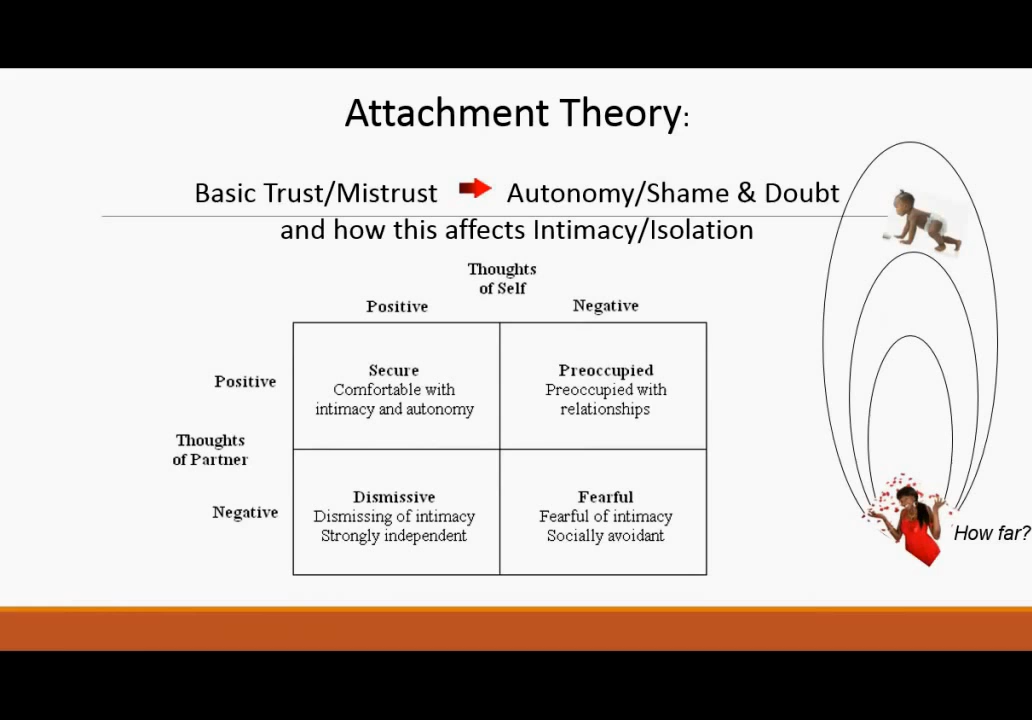 Attachment Theory:
Basic Trust/Mistrust Autonomy/Shame & Doubt
and how this affects Intimacy/Isolation
Thoughts
of Self
Positive Negative
Positive
Secure
Comfortable with
intimacy and autonomy
Preoccupied
Preoccupied with
relationships
Thoughts
of Partner
Negative
Dismissive
Dismissing of intimacy
Strongly independent
Fearful
Fearful of intimacy
Socially avoidant
How far?